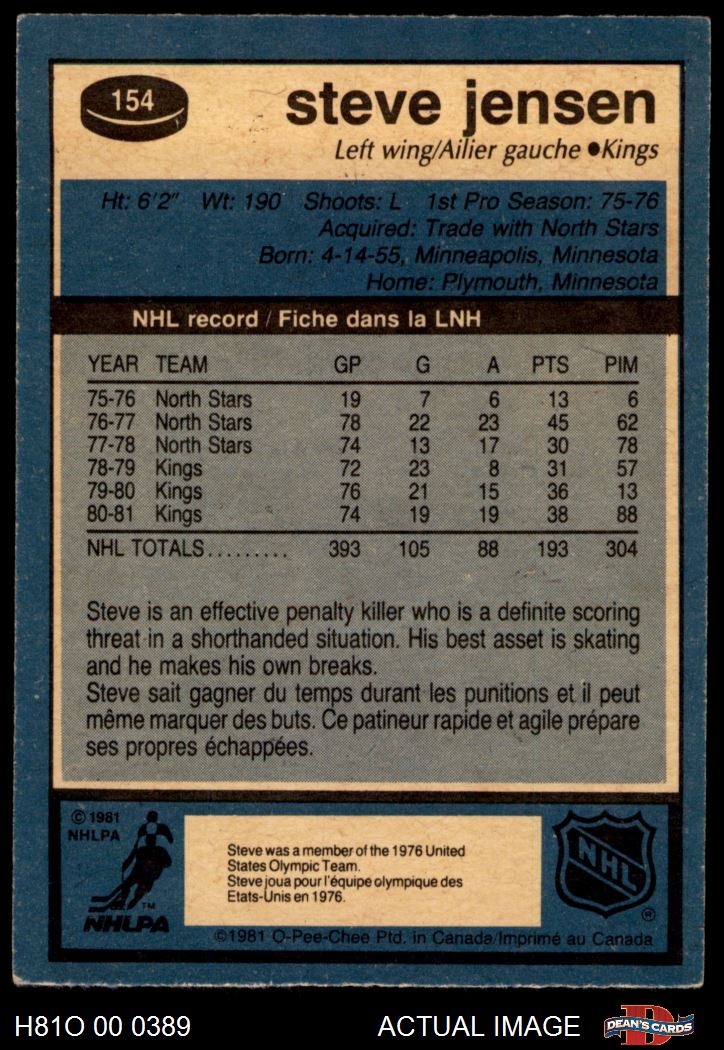 154
steve jensen
Left wing/Ailier gauche ●Kings
Ht: 6'2" Wt: 190 Shoots: L 1st Pro Season: 75-76
Acquired: Trade with North Stars
Born: 4-14-55, Minneapolis, Minnesota
Home: Plymouth, Minnesota
NHL record / Fiche dans la LNH
YEAR TEAM GP G A PTS PIM
75-76 North Stars 19 7 6 13 6
76-77 North Stars 78 22 23 45 62
77-78 North Stars 74 13 17 30 78
78-79 Kings 72 23 8 31 57
79-80 Kings 76 21 15 36 13
80-81 Kings 74 19 19 38 88
NHL TOTALS......... 393 105 88 193 304
Steve is an effective penalty killer who is a definite scoring
threat in a shorthanded situation. His best asset is skating
and he makes his own breaks.
Steve sait gagner du temps durant les punitions et il peut
même marquer des buts. Ce patineur rapide et agile prépare
ses propres échappées.
© 1981
NHLPA
TM
NHLPA
Steve was a member of the 1976 United
States Olympic Team.
Steve joua pour l'équipe olympique des
Etats-Unis en 1976.
NHL
®
©1981 O-Pee-Chee Ptd. in Canada/Imprimé au Canada
H81O 00 0389 ACTUAL IMAGE
D
DEAN'S CARDS